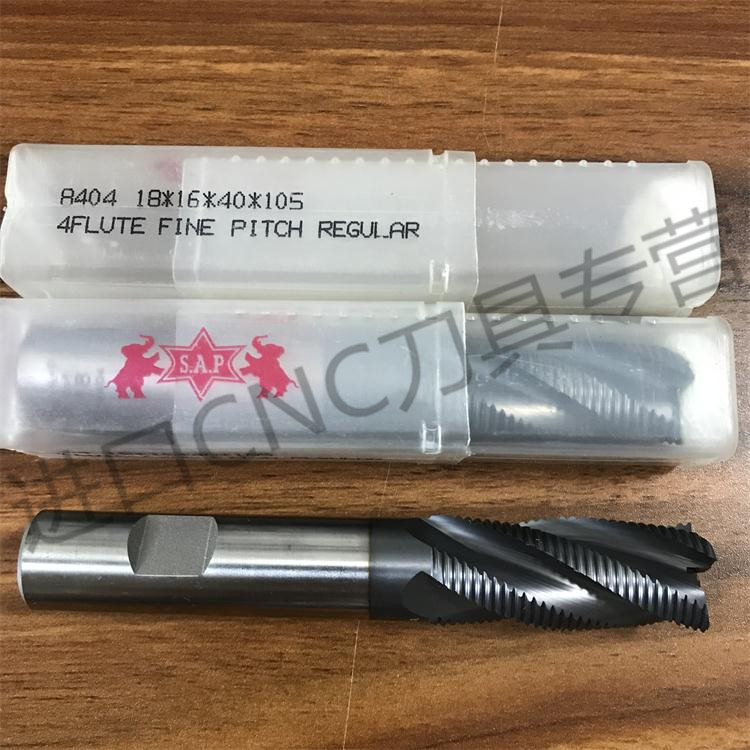 A404 18*16*40*105
4FLUTE FINE PITCH REGULAR
S.A.P
进口CNC刀具专营